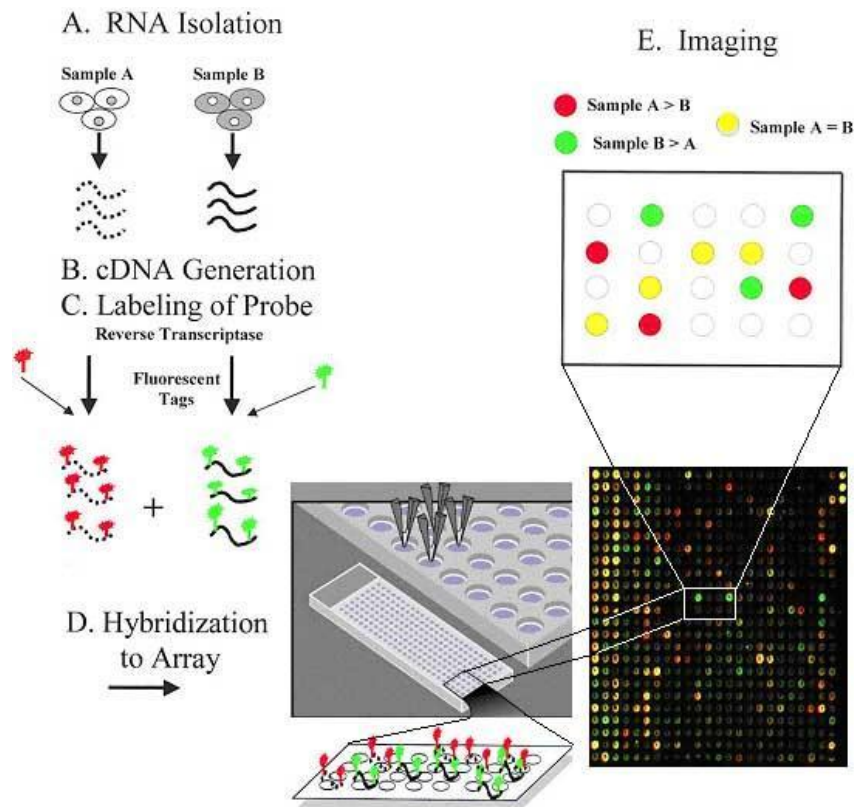 A. RNA Isolation
Sample A
Sample B
B. cDNA Generation
C. Labeling of Probe
Reverse Transcriptase
Fluorescent
Tags
+
D. Hybridization
to Array
E. Imaging
Sample A > B
Sample B > A
Sample A = B